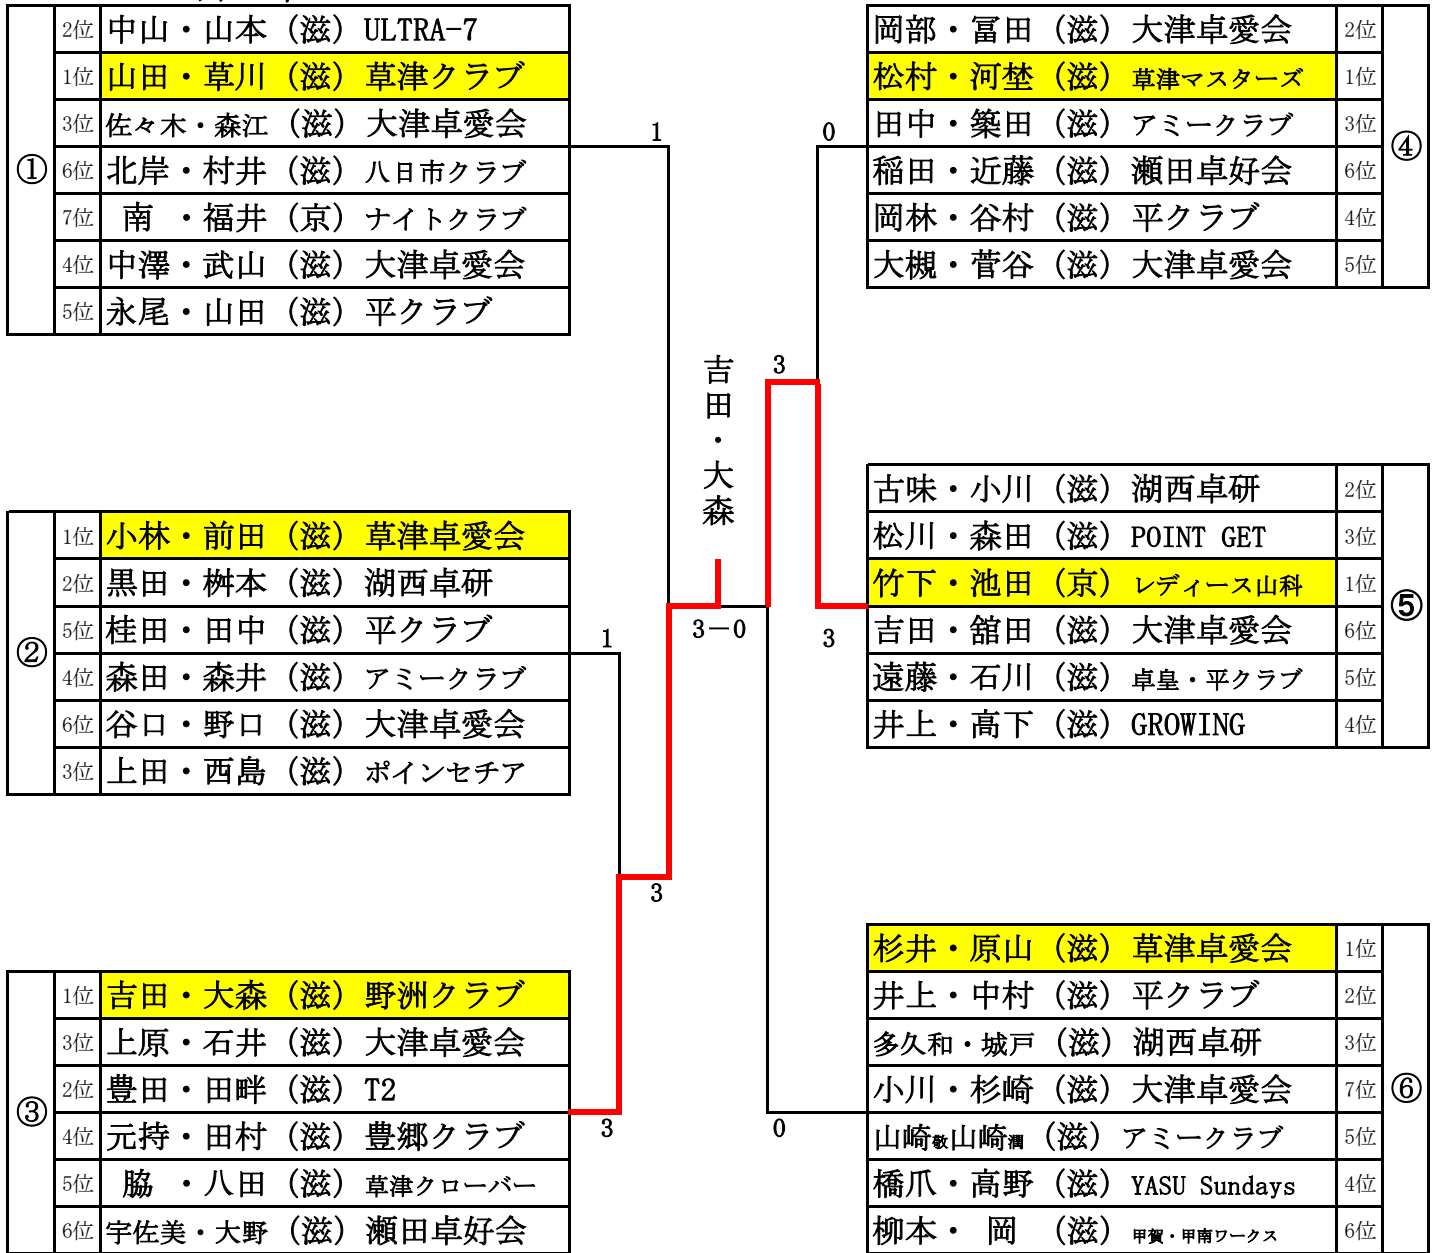 ①
2位 中山・山本（滋）ULTRA-7
1位 山田・草川（滋）草津クラブ
3位 佐々木・森江（滋）大津卓愛会
6位 北岸・村井（滋）八日市クラブ
7位 南　・福井（京）ナイトクラブ
4位 中澤・武山（滋）大津卓愛会
5位 永尾・山田（滋）平クラブ
1
②
1位 小林・前田（滋）草津卓愛会
2位 黒田・桝本（滋）湖西卓研
5位 桂田・田中（滋）平クラブ
4位 森田・森井（滋）アミークラブ
6位 谷口・野口（滋）大津卓愛会
3位 上田・西島（滋）ポインセチア
1
3
③
1位 吉田・大森（滋）野洲クラブ
3位 上原・石井（滋）大津卓愛会
2位 豊田・田畔（滋）T2
4位 元持・田村（滋）豊郷クラブ
5位 脇　・八田（滋）草津クローバー
6位 宇佐美・大野（滋）瀬田卓好会
3
吉田・大森
3－0
④
岡部・冨田（滋）大津卓愛会 2位
松村・河埜（滋）草津マスターズ 1位
田中・築田（滋）アミークラブ 3位
稲田・近藤（滋）瀬田卓好会 6位
岡林・谷村（滋）平クラブ 4位
大槻・菅谷（滋）大津卓愛会 5位
0
3
⑤
古味・小川（滋）湖西卓研 2位
松川・森田（滋）POINT GET 3位
竹下・池田（京）レディース山科 1位
吉田・舘田（滋）大津卓愛会 6位
遠藤・石川（滋）卓皇・平クラブ 5位
井上・高下（滋）GROWING 4位
3
⑥
杉井・原山（滋）草津卓愛会 1位
井上・中村（滋）平クラブ 2位
多久和・城戸（滋）湖西卓研 3位
小川・杉崎（滋）大津卓愛会 7位
山崎敬山崎潤（滋）アミークラブ 5位
橋爪・高野（滋）YASU Sundays 4位
柳本・　岡　（滋）甲賀・甲南ワークス 6位
0